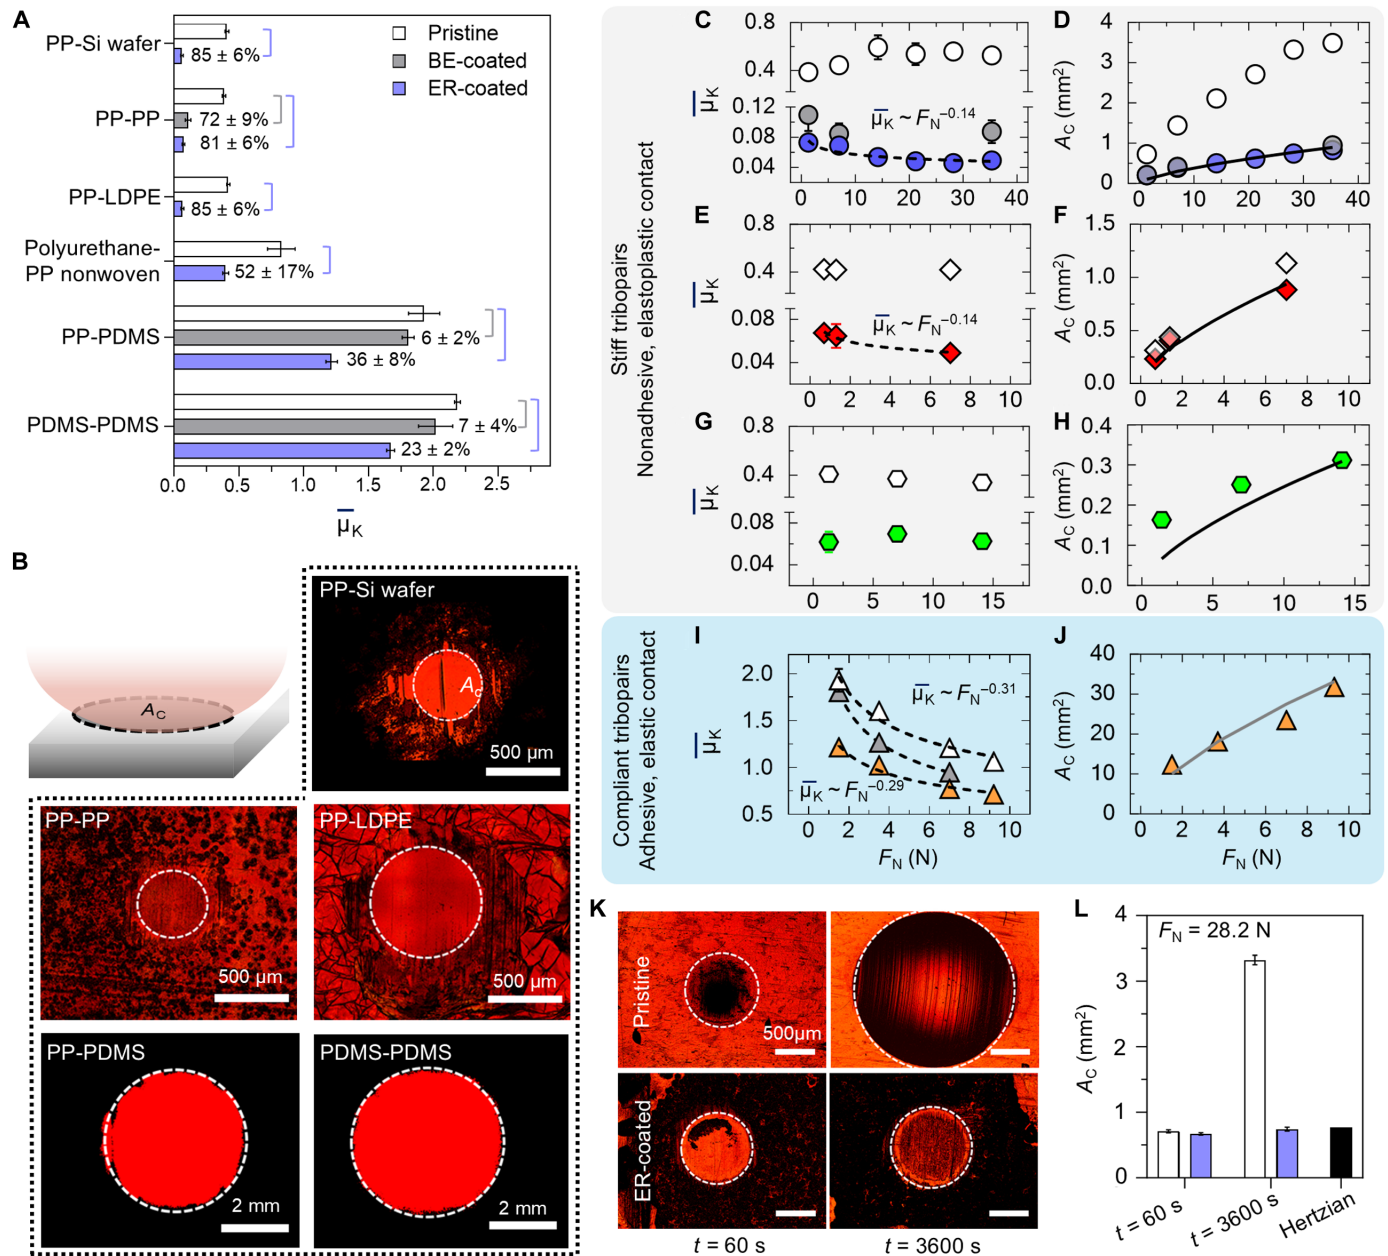 A
PP-Si wafer
85 ± 6%
Pristine
BE-coated
ER-coated
PP-PP
72 ± 9%
81 ± 6%
PP-LDPE
85 ± 6%
Polyurethane-
PP nonwoven
52 ± 17%
PP-PDMS
6 ± 2%
36 ± 8%
PDMS-PDMS
7 ± 4%
23 ± 2%
0.0 0.5 1.0 1.5 2.0 2.5
μ̅K
B
AC
PP-Si wafer
AC
500 μm
PP-PP
500 μm
PP-LDPE
500 μm
PP-PDMS
2 mm
PDMS-PDMS
2 mm
Stiff tribopairs
Nonadhesive, elastoplastic contact
C
μ̅K
0.8
0.4
0.12
0.08
0.04
μ̅K ~ FN−0.14
0 10 20 30 40
D
AC (mm2)
4
3
2
1
0
0 5 10 15 20 25 30 35 40
E
μ̅K
0.8
0.4
0.08
0.04
μ̅K ~ FN−0.14
0 2 4 6 8 10
F
AC (mm2)
1.5
1.0
0.5
0.0
0 2 4 6 8 10
G
μ̅K
0.8
0.4
0.08
0.04
0 5 10 15
H
AC (mm2)
0.4
0.3
0.2
0.1
0.0
0 5 10 15
Compliant tribopairs
Adhesive, elastic contact
I
μ̅K
2.0
1.5
1.0
0.5
μ̅K ~ FN−0.31
μ̅K ~ FN−0.29
0 2 4 6 8 10
FN (N)
J
AC (mm2)
40
30
20
10
0
0 2 4 6 8 10
FN (N)
K
Pristine
500μm
ER-coated
t = 60 s
t = 3600 s
L
FN = 28.2 N
AC (mm2)
4
3
2
1
0
t = 60 s
t = 3600 s
Hertzian